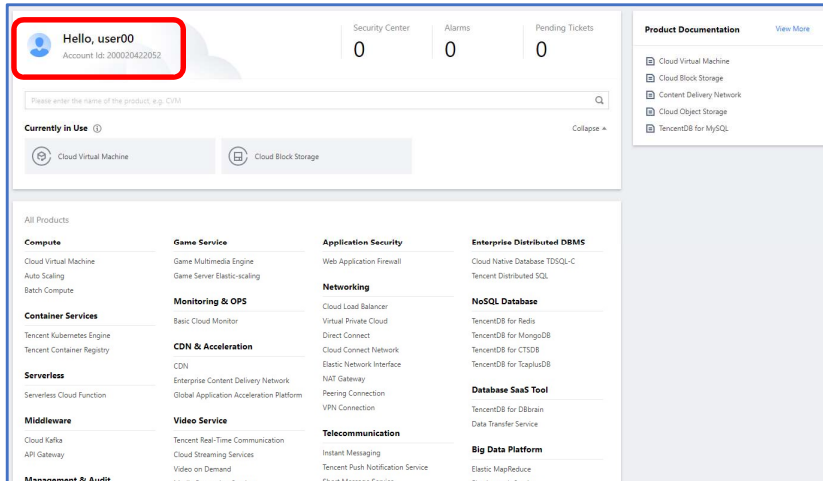 Hello, user00
Account Id: 200020422052
Security Center
0
Alarms
0
Pending Tickets
0
Please enter the name of the product, e.g. CVM
Currently in Use
Collapse
Cloud Virtual Machine
Cloud Block Storage
Product Documentation
View More
Cloud Virtual Machine
Cloud Block Storage
Content Delivery Network
Cloud Object Storage
TencentDB for MySQL
All Products
Compute
Cloud Virtual Machine
Auto Scaling
Batch Compute
Container Services
Tencent Kubernetes Engine
Tencent Container Registry
Serverless
Serverless Cloud Function
Middleware
Cloud Kafka
API Gateway
Management & Audit
Game Service
Game Multimedia Engine
Game Server Elastic-scaling
Monitoring & OPS
Basic Cloud Monitor
CDN & Acceleration
CDN
Enterprise Content Delivery Network
Global Application Acceleration Platform
Video Service
Tencent Real-Time Communication
Cloud Streaming Services
Video on Demand
Application Security
Web Application Firewall
Networking
Cloud Load Balancer
Virtual Private Cloud
Direct Connect
Cloud Connect Network
Elastic Network Interface
NAT Gateway
Peering Connection
VPN Connection
Telecommunication
Instant Messaging
Tencent Push Notification Service
Short Message Service
Enterprise Distributed DBMS
Cloud Native Database TDSQL-C
Tencent Distributed SQL
NoSQL Database
TencentDB for Redis
TencentDB for MongoDB
TencentDB for CTSDB
TencentDB for TcaplusDB
Database SaaS Tool
TencentDB for DBbrain
Data Transfer Service
Big Data Platform
Elastic MapReduce